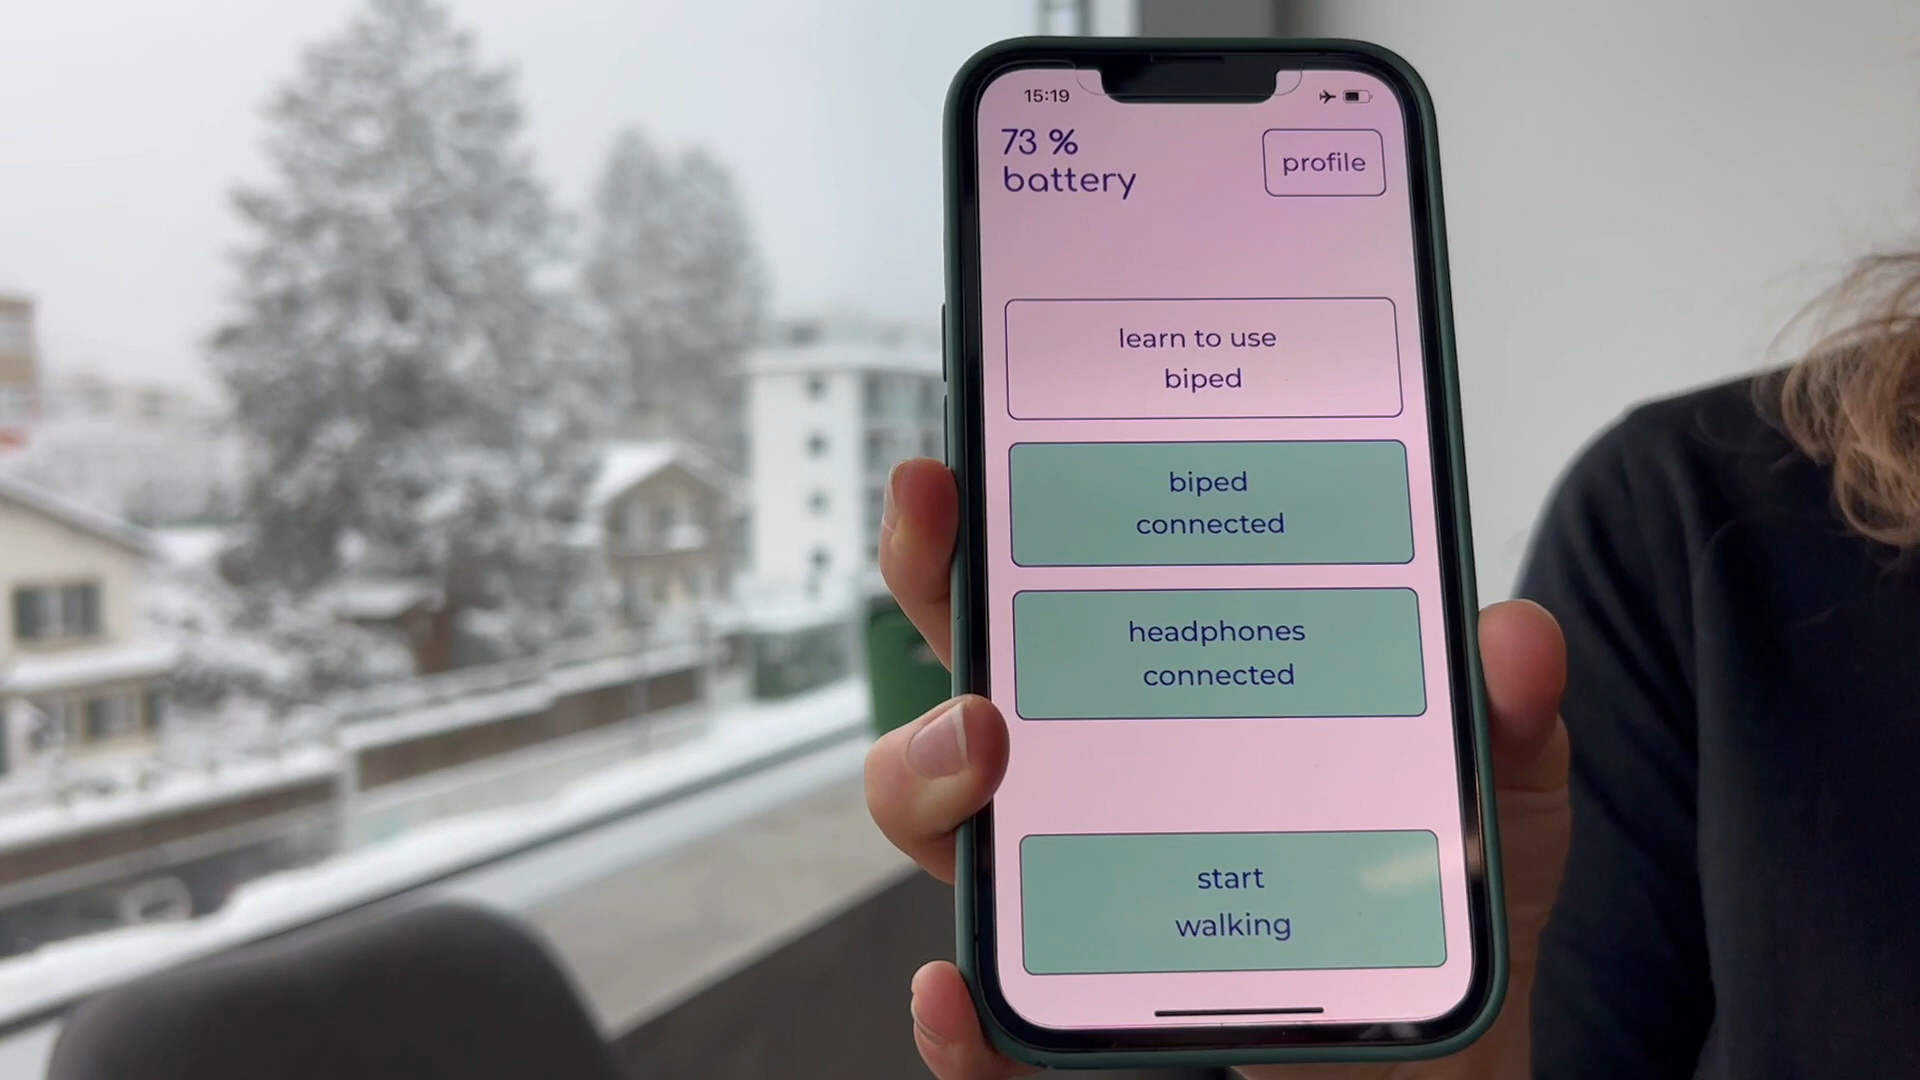 15:19
73 %
battery
profile
learn to use
biped
biped
connected
headphones
connected
start
walking